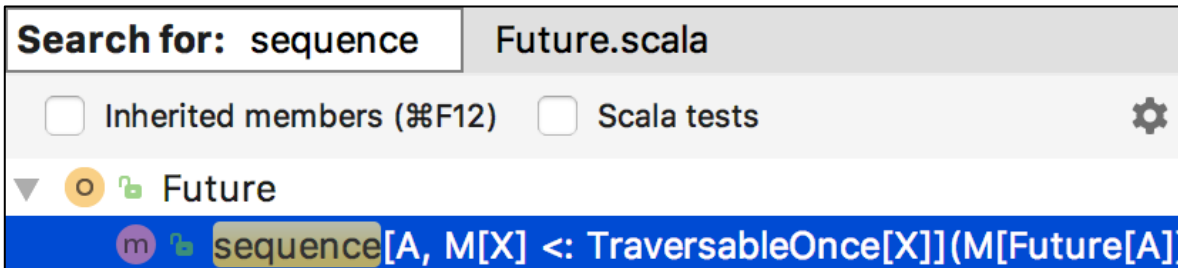 Search for: sequence Future.scala
Inherited members (⌘F12) Scala tests
O Future
m sequence[A, M[X] <: TraversableOnce[X]](M[Future[A]]